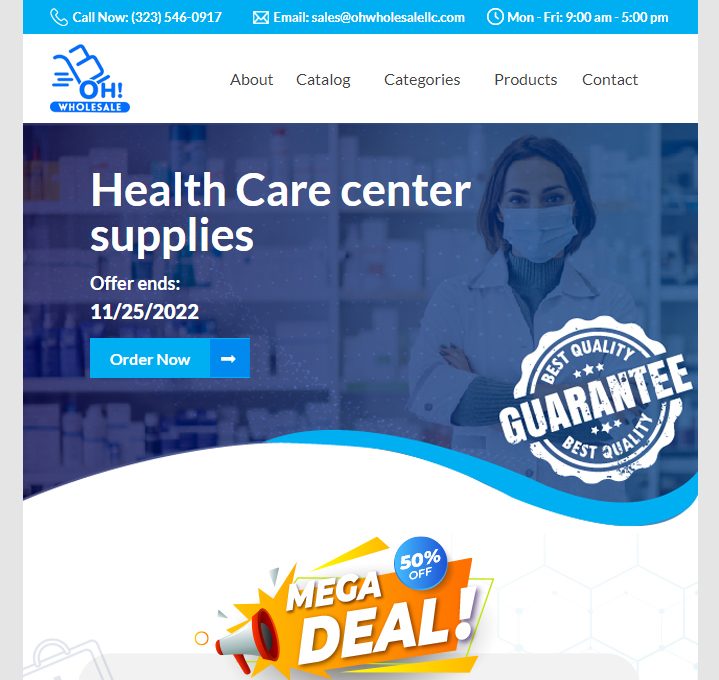 Call Now: (323) 546-0917 Email: sales@ohwholesalellc.com Mon - Fri: 9:00 am - 5:00 pm
OH!
WHOLESALE
About Catalog Categories Products Contact
Health Care center
supplies
Offer ends:
11/25/2022
Order Now
BEST QUALITY
GUARANTEE
BEST QUALITY
50%
OFF
MEGA
DEAL!